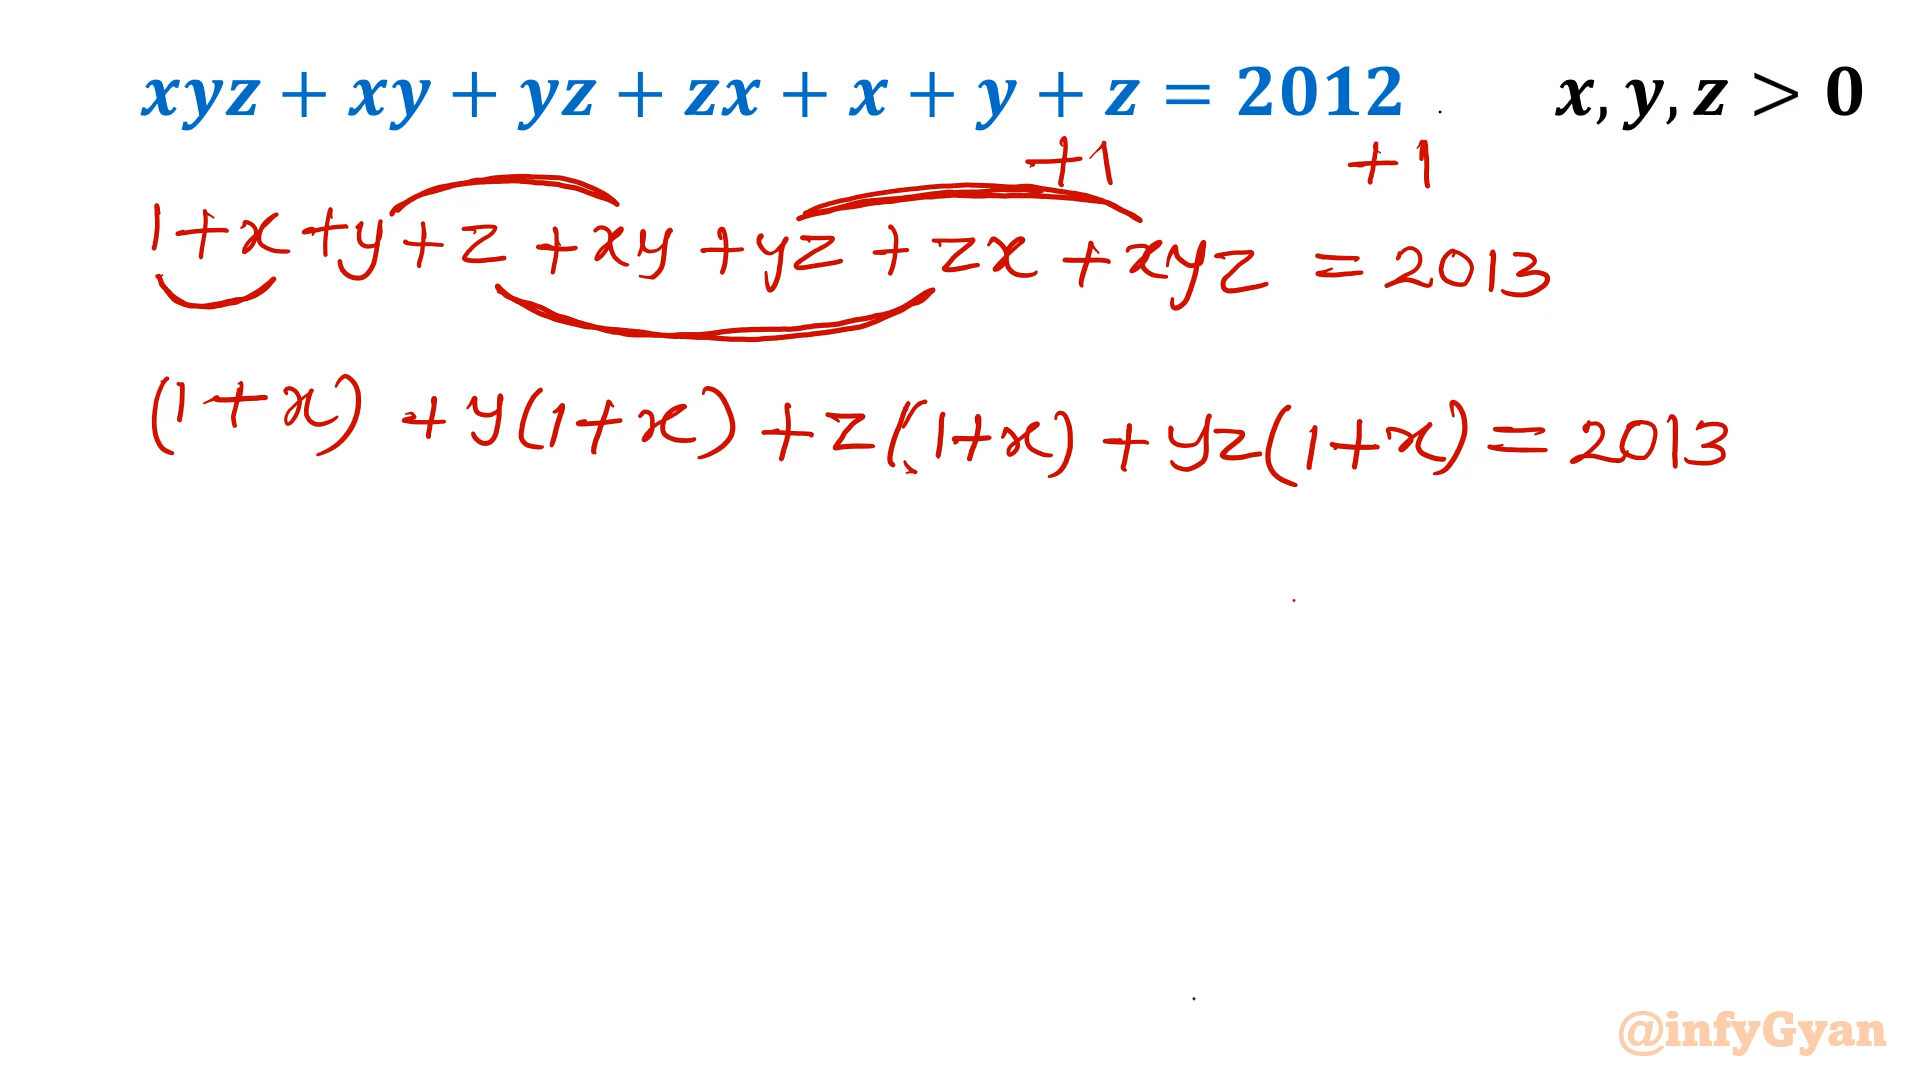 xyz + xy + yz + zx + x + y + z = 2012 x, y, z > 0
+1 +1
1+x+y+z+xy+yz+zx+xyz = 2013
(1+x) + y(1+x) + z(1+x) + yz(1+x) = 2013
@infyGyan